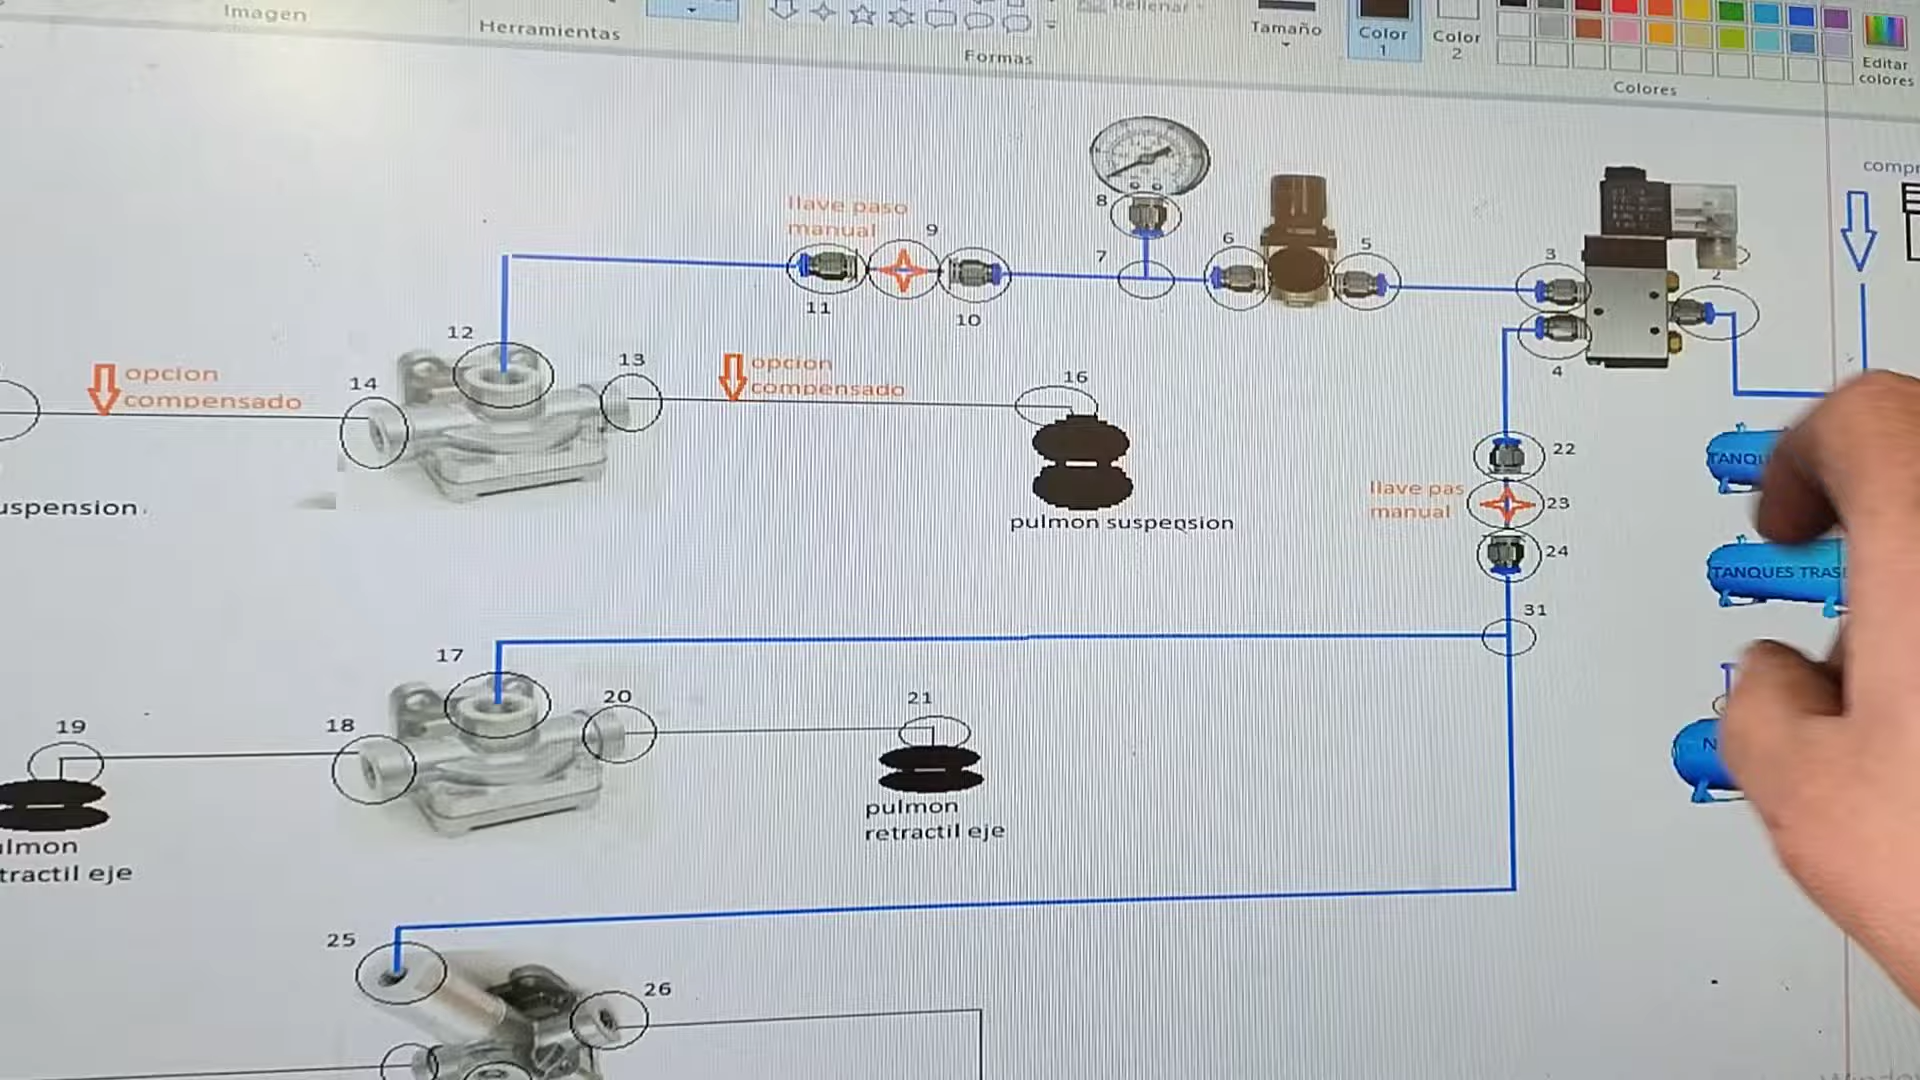 Imagen
Herramientas
Formas
Rellenar
Tamaño
Color
1
Color
2
Colores
Editar
colores
compr
llave paso
manual
9
8
7
6
5
3
2
11
10
4
12
13
14
opcion
compensado
opcion
compensado
16
22
llave pas
manual
23
24
TANQU
TANQUES TRAS
uspension.
pulmon suspension
31
17
18
19
20
21
N
pulmon
retractil eje
ulmon
tractil eje
25
26